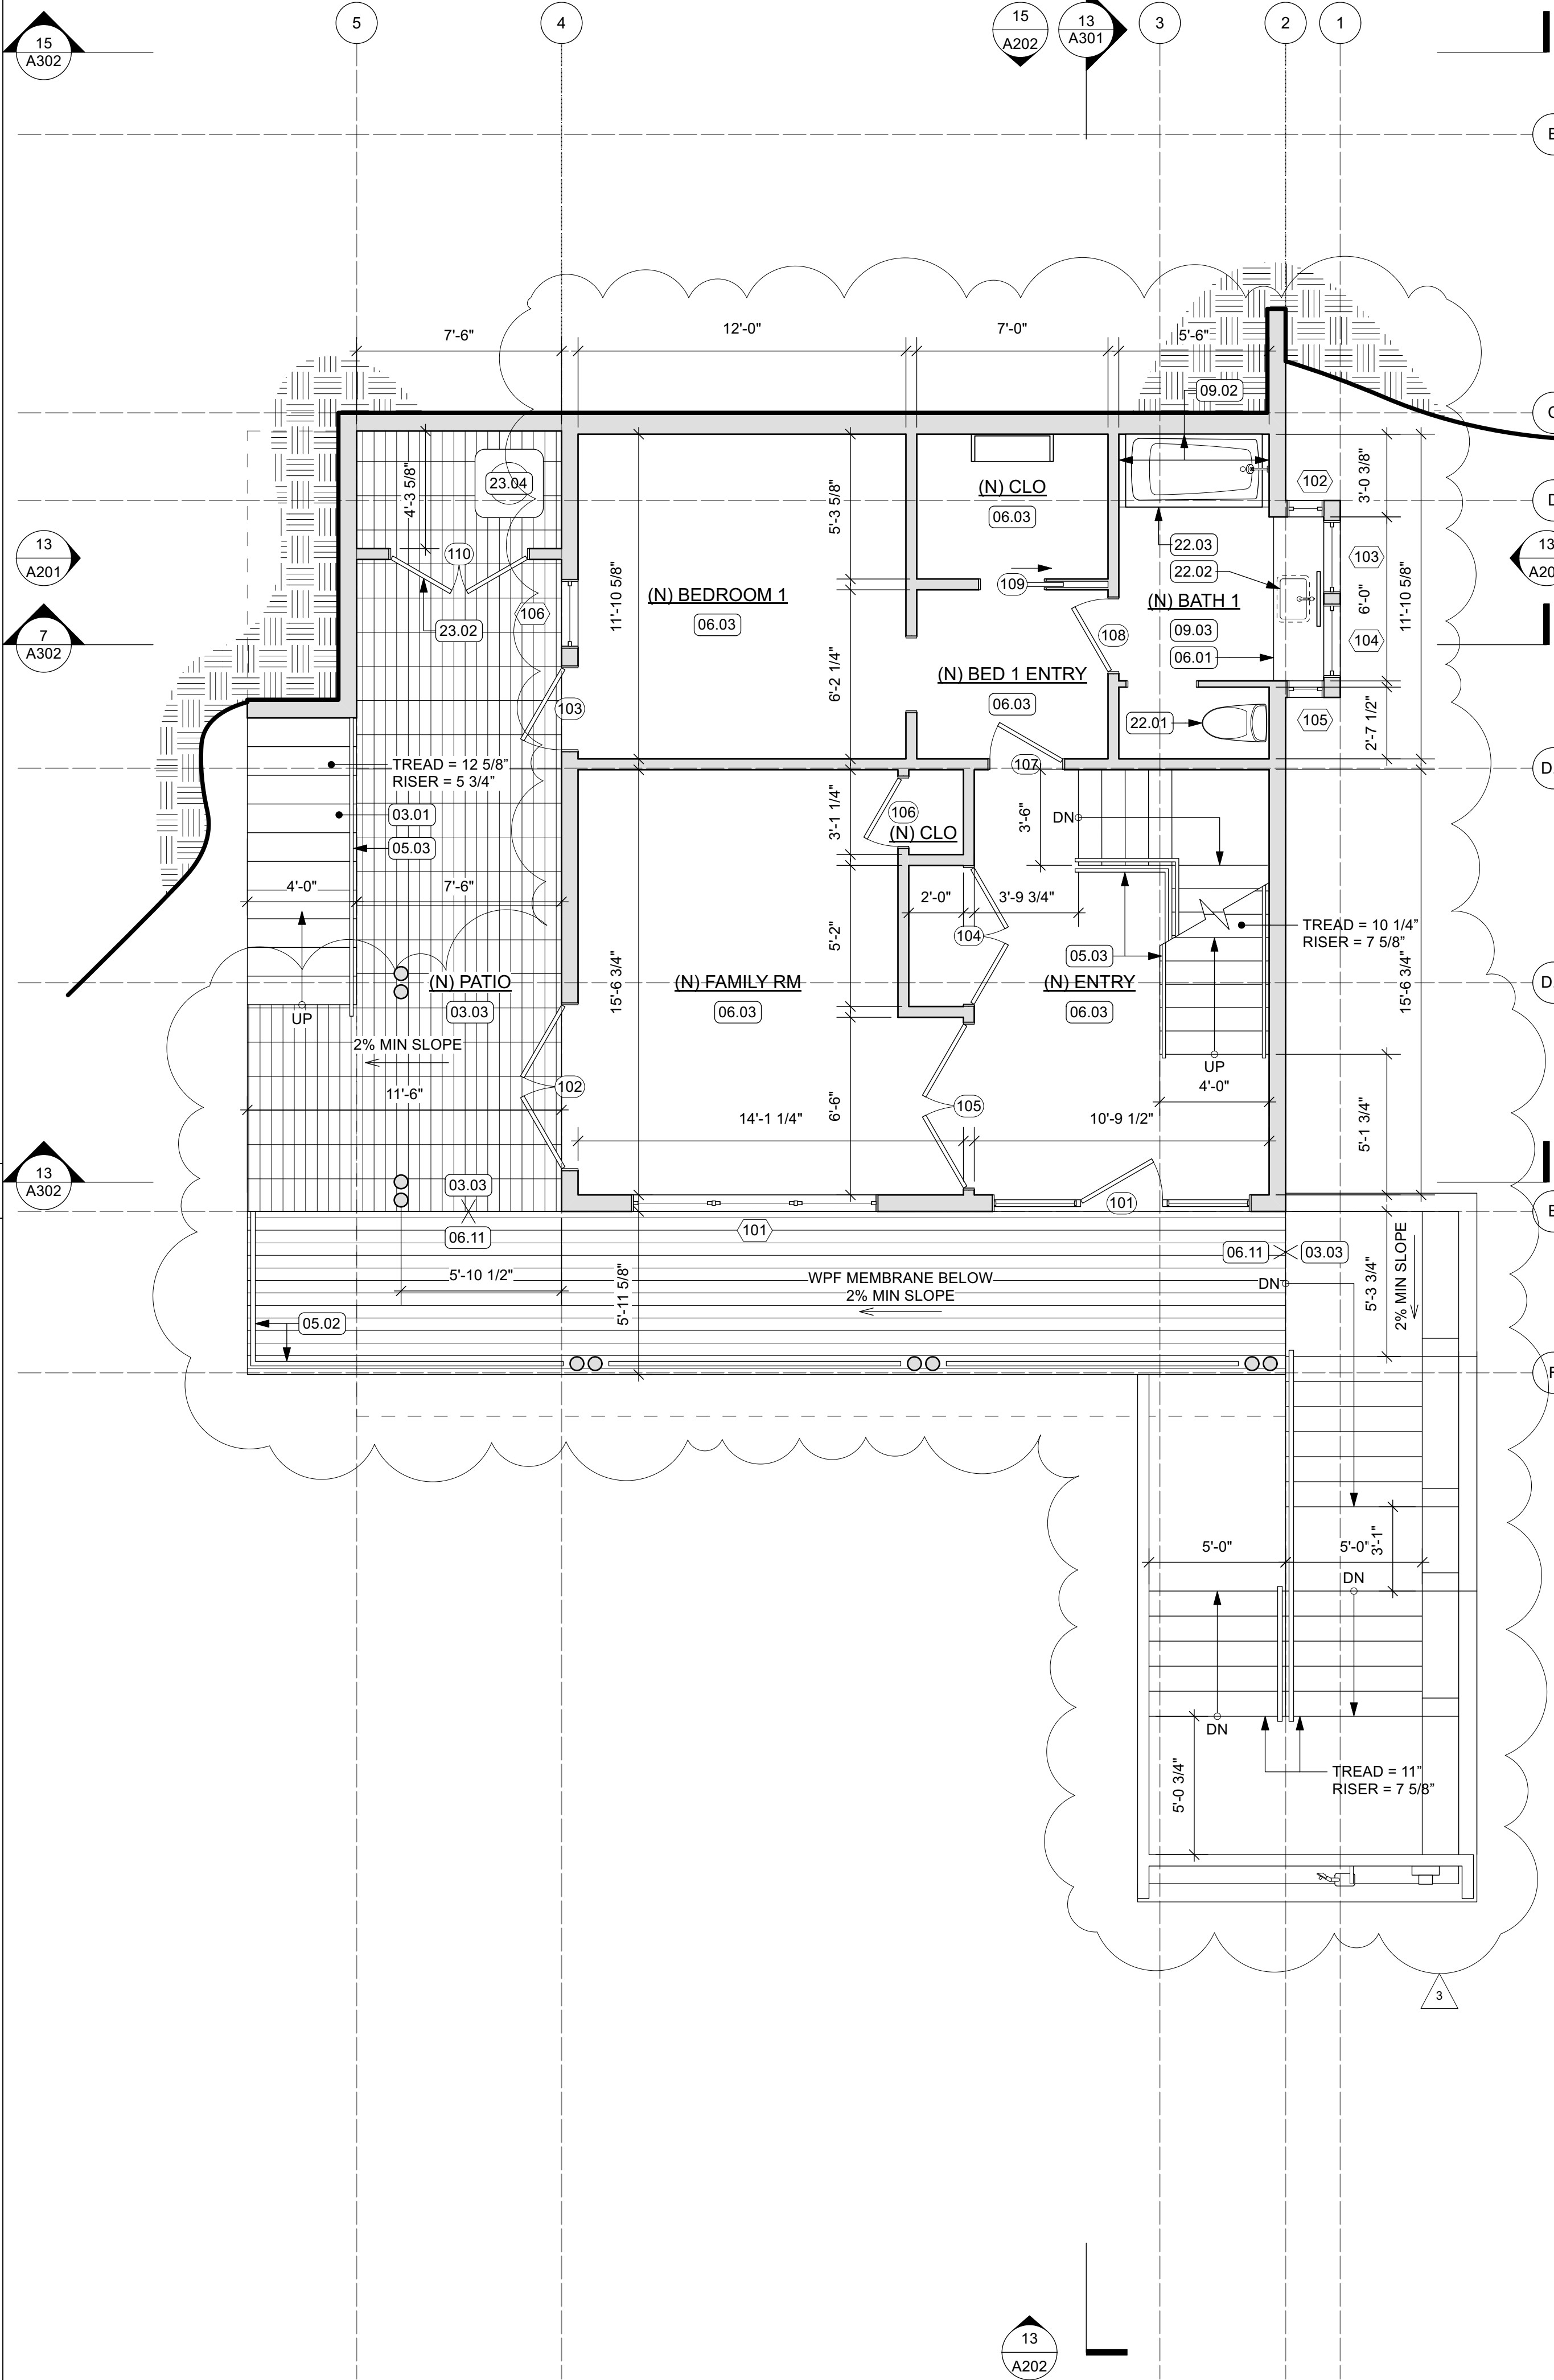 5
4
15
A202
13
A301
3
2
1
15
A302
7'-6"
12'-0"
7'-0"
5'-6"
09.02
4'-3 5/8"
23.04
5'-3 5/8"
(N) CLO
06.03
102
3'-0 3/8"
13
A201
110
22.03
103
13
22.02
109
11'-10 5/8"
(N) BEDROOM 1
06.03
(N) BATH 1
6'-0"
11'-10 5/8"
106
23.02
7
A302
108
09.03
06.01
104
6'-2 1/4"
(N) BED 1 ENTRY
06.03
103
22.01
105
2'-7 1/2"
TREAD = 12 5/8"
RISER = 5 3/4"
107
03.01
106
3'-1 1/4"
(N) CLO
3'-6"
DN
05.03
4'-0"
7'-6"
2'-0"
3'-9 3/4"
TREAD = 10 1/4"
RISER = 7 5/8"
5'-2"
104
05.03
(N) PATIO
03.03
15'-6 3/4"
(N) FAMILY RM
06.03
(N) ENTRY
06.03
15'-6 3/4"
UP
2% MIN SLOPE
UP
4'-0"
11'-6"
102
14'-1 1/4"
6'-6"
105
10'-9 1/2"
5'-1 3/4"
13
A302
03.03
101
06.11
101
06.11
03.03
5'-10 1/2"
5'-11 5/8"
WPF MEMBRANE BELOW
2% MIN SLOPE
DN
5'-3 3/4"
2% MIN SLOPE
05.02
5'-0"
5'-0"
3'-1"
DN
DN
5'-0 3/4"
TREAD = 11"
RISER = 7 5/8"
3
13
A202